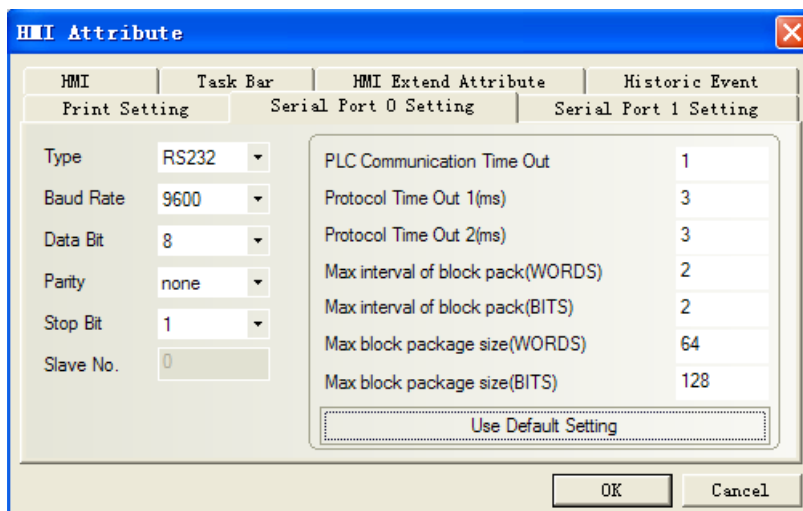 HMI Attribute
HMI Task Bar HMI Extend Attribute Historic Event
Print Setting Serial Port 0 Setting Serial Port 1 Setting
Type RS232
Baud Rate 9600
Data Bit 8
Parity none
Stop Bit 1
Slave No. 0
PLC Communication Time Out 1
Protocol Time Out 1(ms) 3
Protocol Time Out 2(ms) 3
Max interval of block pack(WORDS) 2
Max interval of block pack(BITS) 2
Max block package size(WORDS) 64
Max block package size(BITS) 128
Use Default Setting
OK Cancel